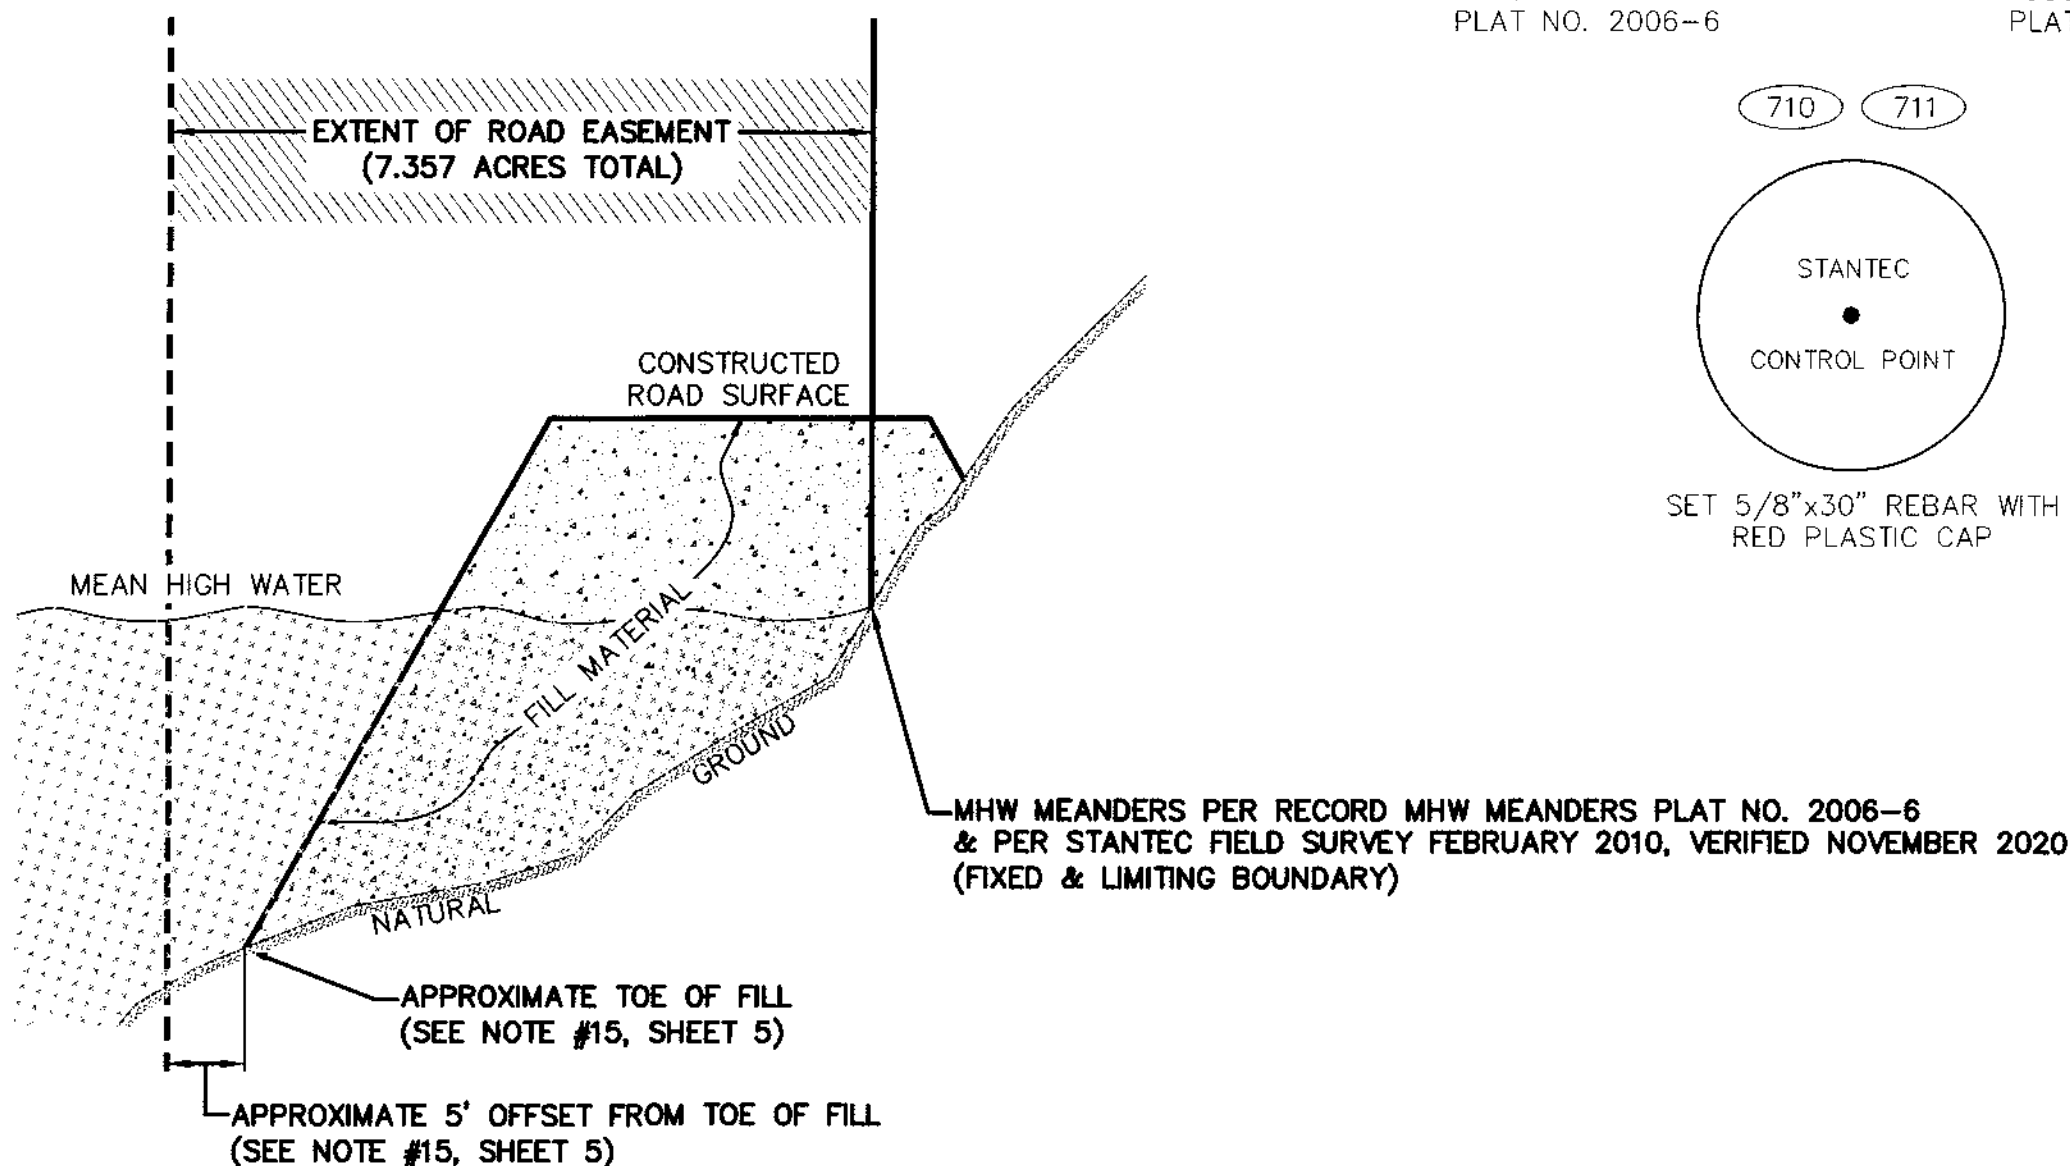 PLAT NO. 2006-6
PLAT
710
711
EXTENT OF ROAD EASEMENT
(7.357 ACRES TOTAL)
STANTEC
CONTROL POINT
SET 5/8"x30" REBAR WITH
RED PLASTIC CAP
CONSTRUCTED
ROAD SURFACE
MEAN HIGH WATER
FILL MATERIAL
GROUND
NATURAL
MHW MEANDERS PER RECORD MHW MEANDERS PLAT NO. 2006-6
& PER STANTEC FIELD SURVEY FEBRUARY 2010, VERIFIED NOVEMBER 2020
(FIXED & LIMITING BOUNDARY)
APPROXIMATE TOE OF FILL
(SEE NOTE #15, SHEET 5)
APPROXIMATE 5' OFFSET FROM TOE OF FILL
(SEE NOTE #15, SHEET 5)